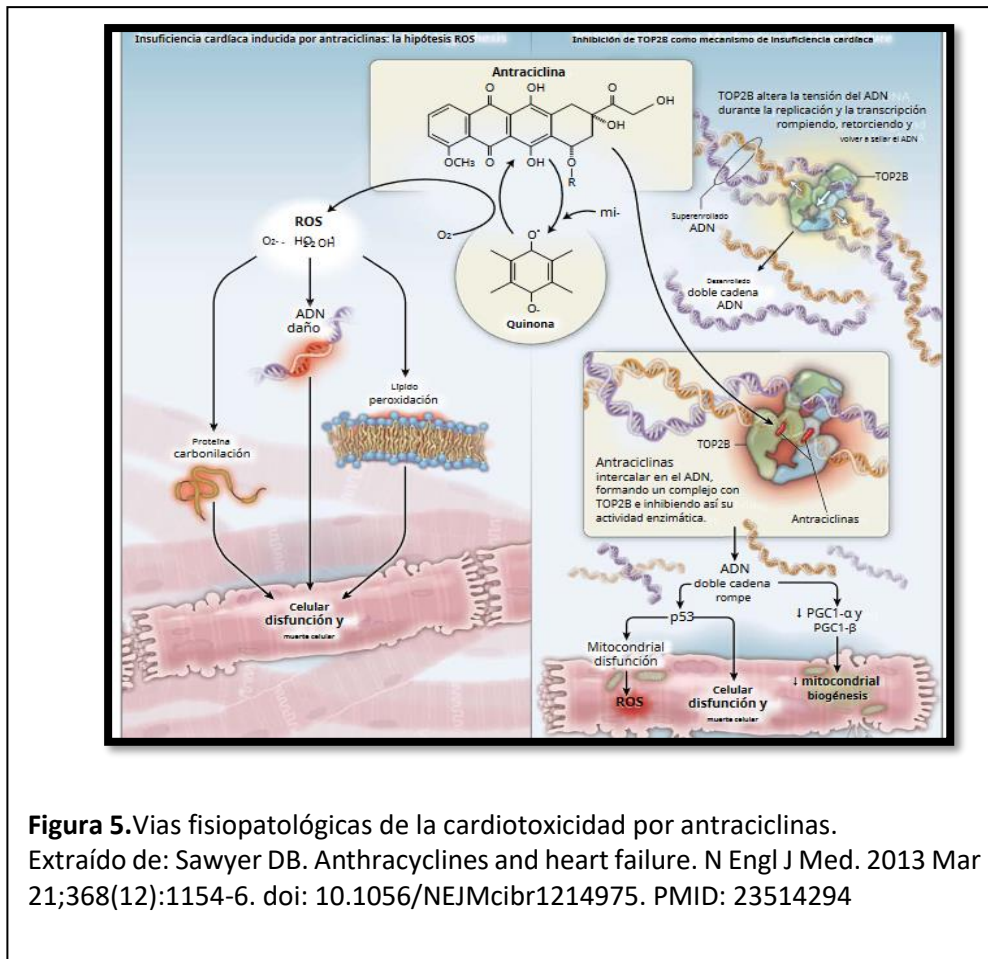 Insuficiencia cardíaca inducida por antraciclinas: la hipótesis ROS
Inhibición de TOP2B como mecanismo de insuficiencia cardíaca
Antraciclina
O
OH
O
OH
OH
OCH₃
O
OH
O
R
TOP2B altera la tensión del ADN
durante la replicación y la transcripción
rompiendo, retorciendo y
volver a sellar el ADN
TOP2B
Superenrollado
ADN
Desenrollado
doble cadena
ADN
ROS
O₂
O₂
mi-
O
O-
Quinona
ADN
daño
Lípido
peroxidación
Proteína
carbonilación
Celular
disfunción y
muerte celular
TOP2B
Antraciclinas
intercalar en el ADN,
formando un complejo con
TOP2B e inhibiendo así su
actividad enzimática.
Antraciclinas
ADN
doble cadena
rompe
p53
↓ PGC1-α y
PGC1-β
Mitocondrial
disfunción
ROS
Celular
disfunción y
muerte celular
↓ mitocondrial
biogénesis
Figura 5.Vias fisiopatológicas de la cardiotoxicidad por antraciclinas.
Extraído de: Sawyer DB. Anthracyclines and heart failure. N Engl J Med. 2013 Mar
21;368(12):1154-6. doi: 10.1056/NEJMcibr1214975. PMID: 23514294